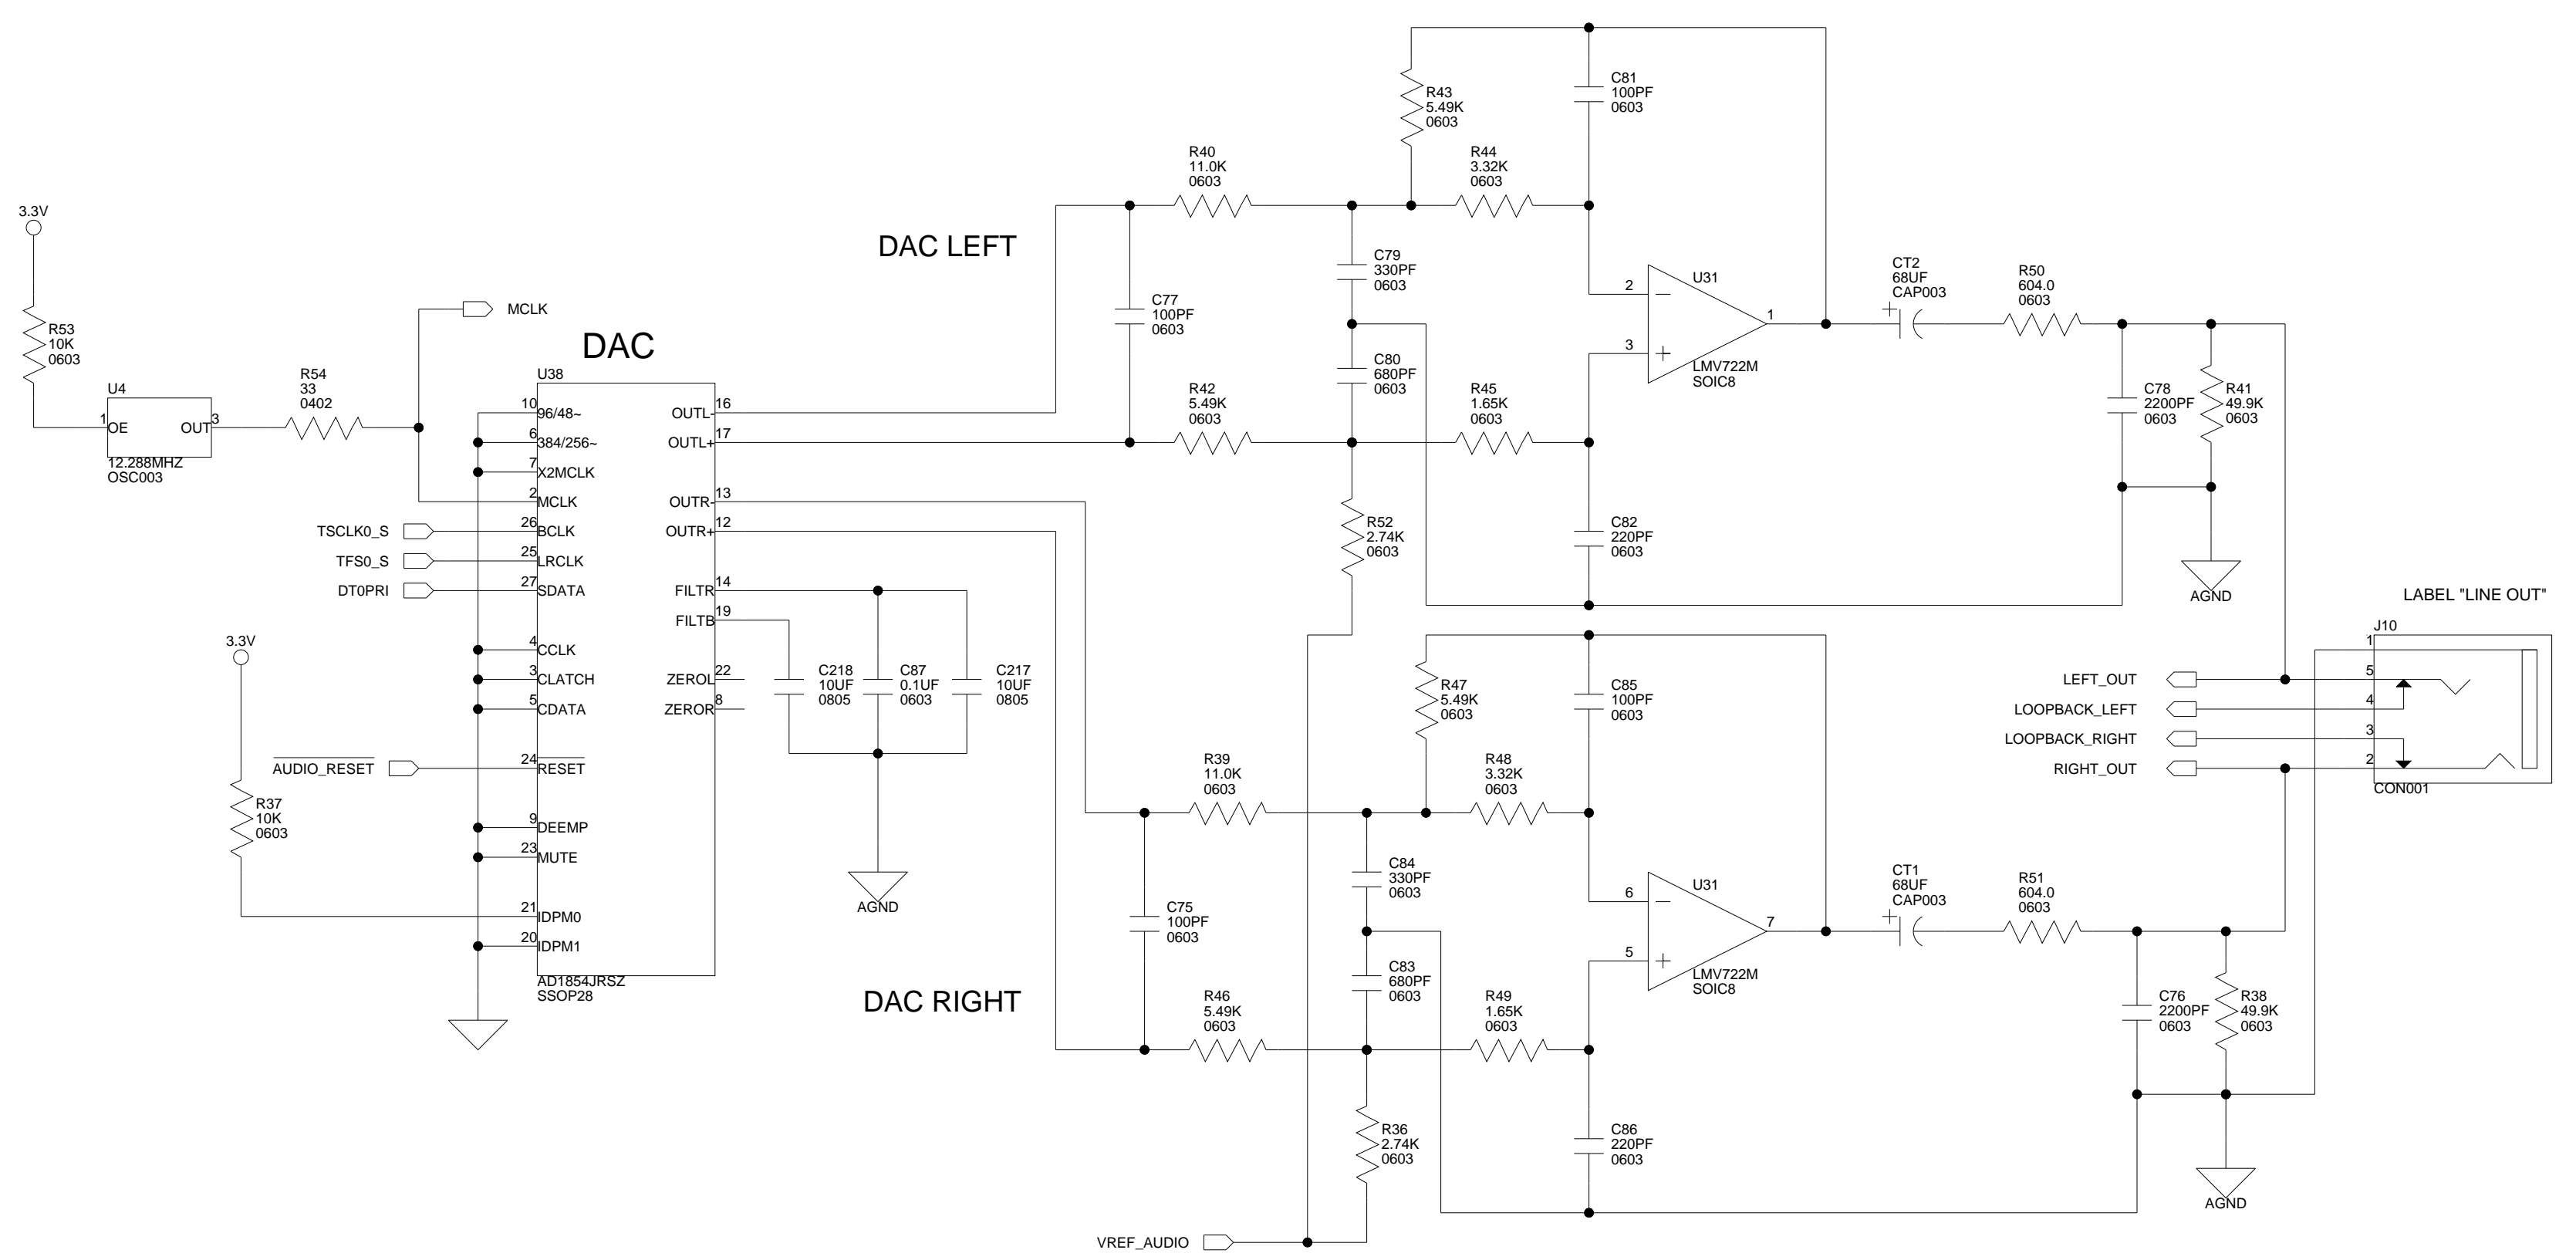 C81
100PF
0603
R43
5.49K
0603
R40
11.0K
0603
R44
3.32K
0603
3.3V
DAC LEFT
C79
330PF
0603
C77
100PF
0603
C80
680PF
0603
2
3
1
U31
LMV722M
SOIC8
CT2
68UF
CAP003
R50
604.0
0603
C78
2200PF
0603
R41
49.9K
0603
AGND
MCLK
R53
10K
0603
U4
1
OE
OUT
3
12.288MHZ
OSC003
R54
33
0402
DAC
U38
10
96/48~
6
384/256~
7
X2MCLK
2
MCLK
TSCLK0_S
26
BCLK
TFS0_S
25
LRCLK
DT0PRI
27
SDATA
4
CCLK
3
CLATCH
5
CDATA
AUDIO_RESET
24
RESET
9
DEEMP
23
MUTE
21
IDPM0
20
IDPM1
OUTL-
16
OUTL+
17
OUTR-
13
OUTR+
12
FILTR
14
FILTB
19
ZEROL
22
ZEROR
8
AD1854JRSZ
SSOP28
3.3V
R37
10K
0603
R42
5.49K
0603
R45
1.65K
0603
R52
2.74K
0603
C82
220PF
0603
C218
10UF
0805
C87
0.1UF
0603
C217
10UF
0805
AGND
LABEL "LINE OUT"
J10
1
LEFT_OUT
5
LOOPBACK_LEFT
4
LOOPBACK_RIGHT
3
RIGHT_OUT
2
CON001
R47
5.49K
0603
C85
100PF
0603
R39
11.0K
0603
R48
3.32K
0603
C84
330PF
0603
C75
100PF
0603
C83
680PF
0603
6
5
7
U31
LMV722M
SOIC8
CT1
68UF
CAP003
R51
604.0
0603
C76
2200PF
0603
R38
49.9K
0603
AGND
DAC RIGHT
R46
5.49K
0603
R49
1.65K
0603
R36
2.74K
0603
C86
220PF
0603
VREF_AUDIO